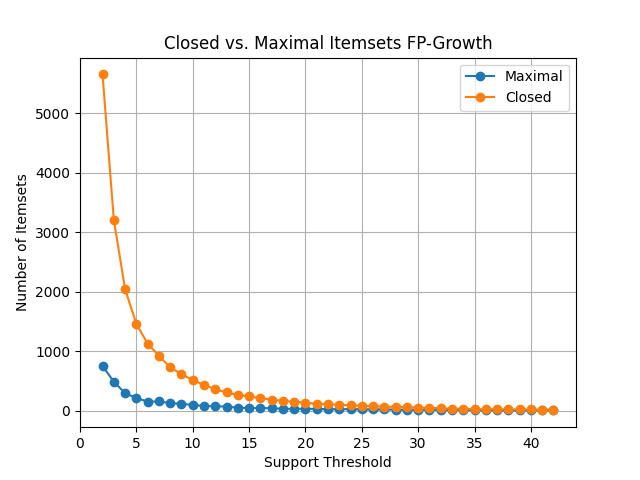 Closed vs. Maximal Itemsets FP-Growth
Maximal
Closed
Number of Itemsets
5000
4000
3000
2000
1000
0
0 5 10 15 20 25 30 35 40
Support Threshold